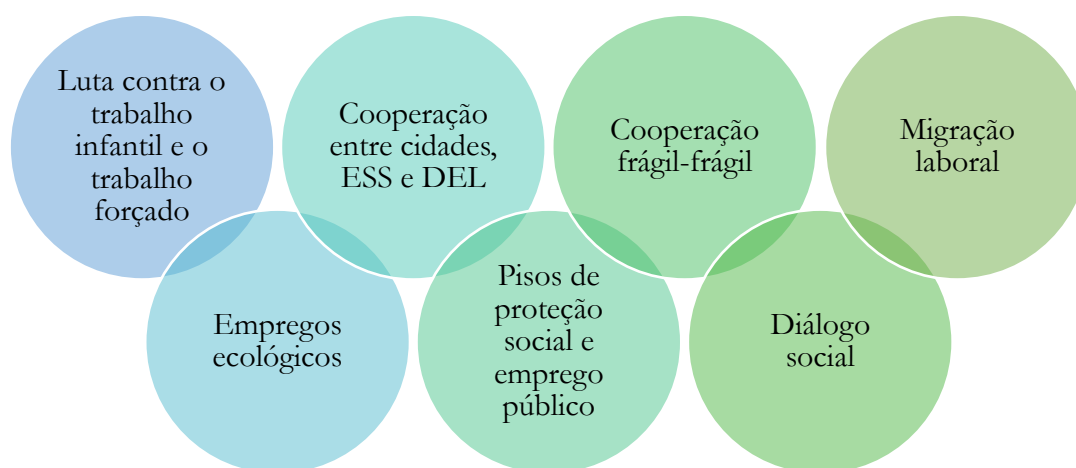 Luta contra o
trabalho
infantil e o
trabalho
forçado
Empregos
ecológicos
Cooperação
entre cidades,
ESS e DEL
Pisos de
proteção
social e
emprego
público
Cooperação
frágil-frágil
Diálogo
social
Migração
laboral